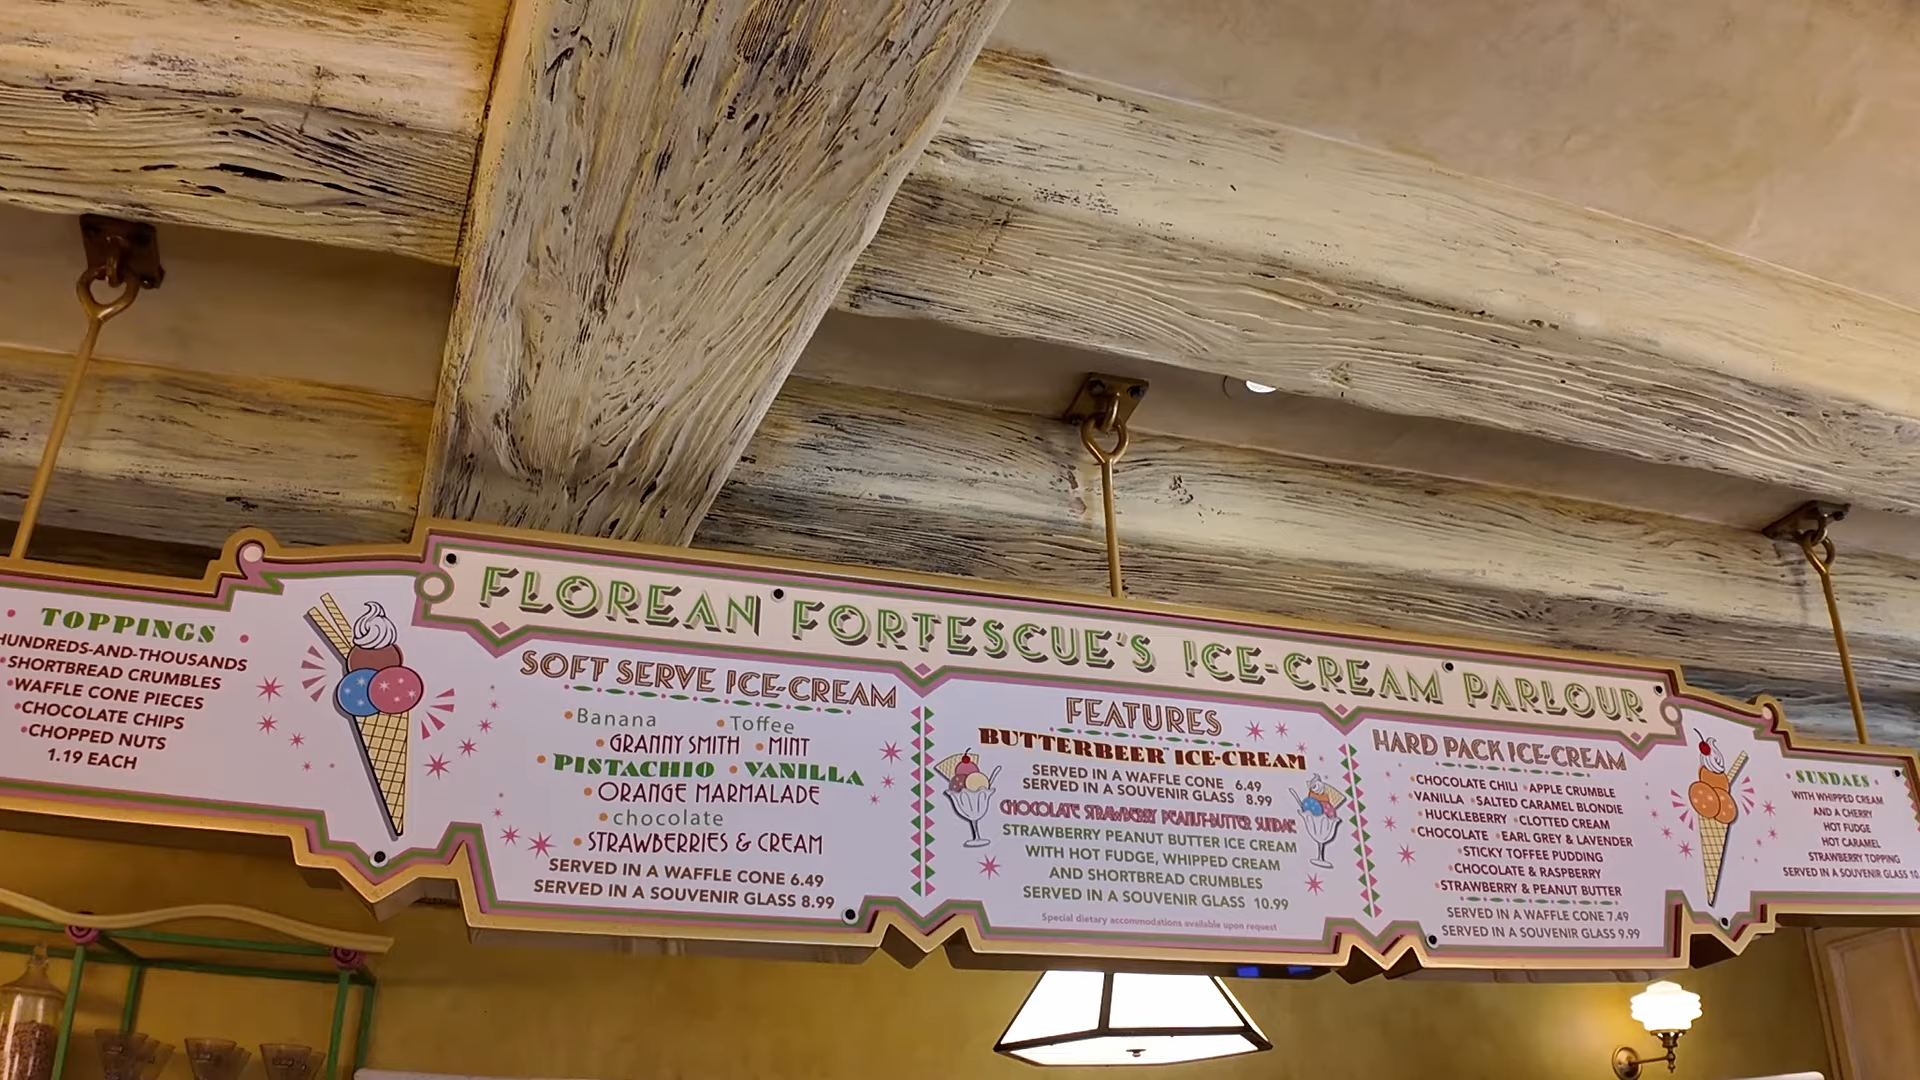 FLOREAN FORTESCUE'S ICE-CREAM PARLOUR
• TOPPINGS •
HUNDREDS-AND-THOUSANDS
•SHORTBREAD CRUMBLES
•WAFFLE CONE PIECES
•CHOCOLATE CHIPS
•CHOPPED NUTS
1.19 EACH
SOFT SERVE ICE-CREAM
•Banana •Toffee
•GRANNY SMITH •MINT
•PISTACHIO •VANILLA
•ORANGE MARMALADE
•chocolate
•STRAWBERRIES & CREAM
SERVED IN A WAFFLE CONE 6.49
SERVED IN A SOUVENIR GLASS 8.99
FEATURES
BUTTERBEER™ ICE-CREAM
SERVED IN A WAFFLE CONE 6.49
SERVED IN A SOUVENIR GLASS 8.99
CHOCOLATE STRAWBERRY PEANUT-BUTTER SUNDAE
STRAWBERRY PEANUT BUTTER ICE CREAM
WITH HOT FUDGE, WHIPPED CREAM
AND SHORTBREAD CRUMBLES
SERVED IN A SOUVENIR GLASS 10.99
Special dietary accommodations available upon request
HARD PACK ICE-CREAM
•CHOCOLATE CHILI •APPLE CRUMBLE
•VANILLA •SALTED CARAMEL BLONDIE
•HUCKLEBERRY •CLOTTED CREAM
•CHOCOLATE •EARL GREY & LAVENDER
•STICKY TOFFEE PUDDING
•CHOCOLATE & RASPBERRY
•STRAWBERRY & PEANUT BUTTER
SERVED IN A WAFFLE CONE 7.49
SERVED IN A SOUVENIR GLASS 9.99
• SUNDAES •
WITH WHIPPED CREAM
AND A CHERRY
HOT FUDGE
HOT CARAMEL
STRAWBERRY TOPPING
SERVED IN A SOUVENIR GLASS 10.